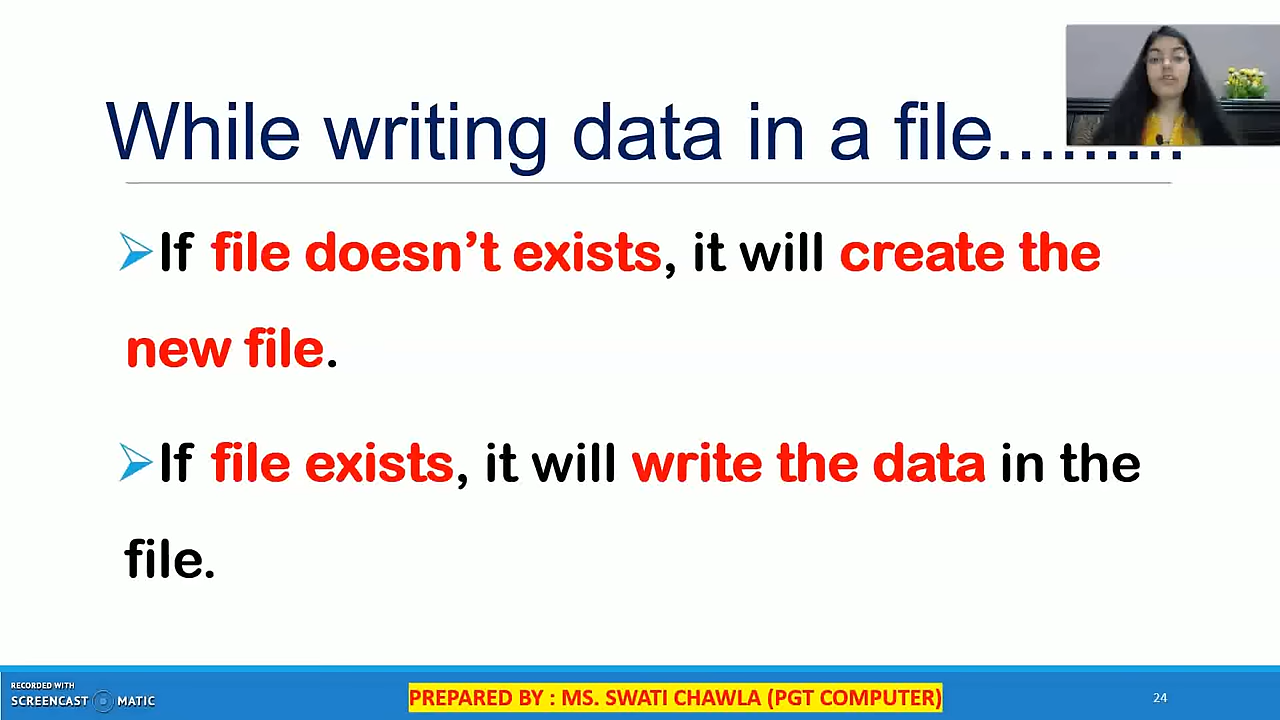 While writing data in a file.........
If file doesn’t exists, it will create the
new file.
If file exists, it will write the data in the
file.
RECORDED WITH
SCREENCAST MATIC
PREPARED BY : MS. SWATI CHAWLA (PGT COMPUTER)
24